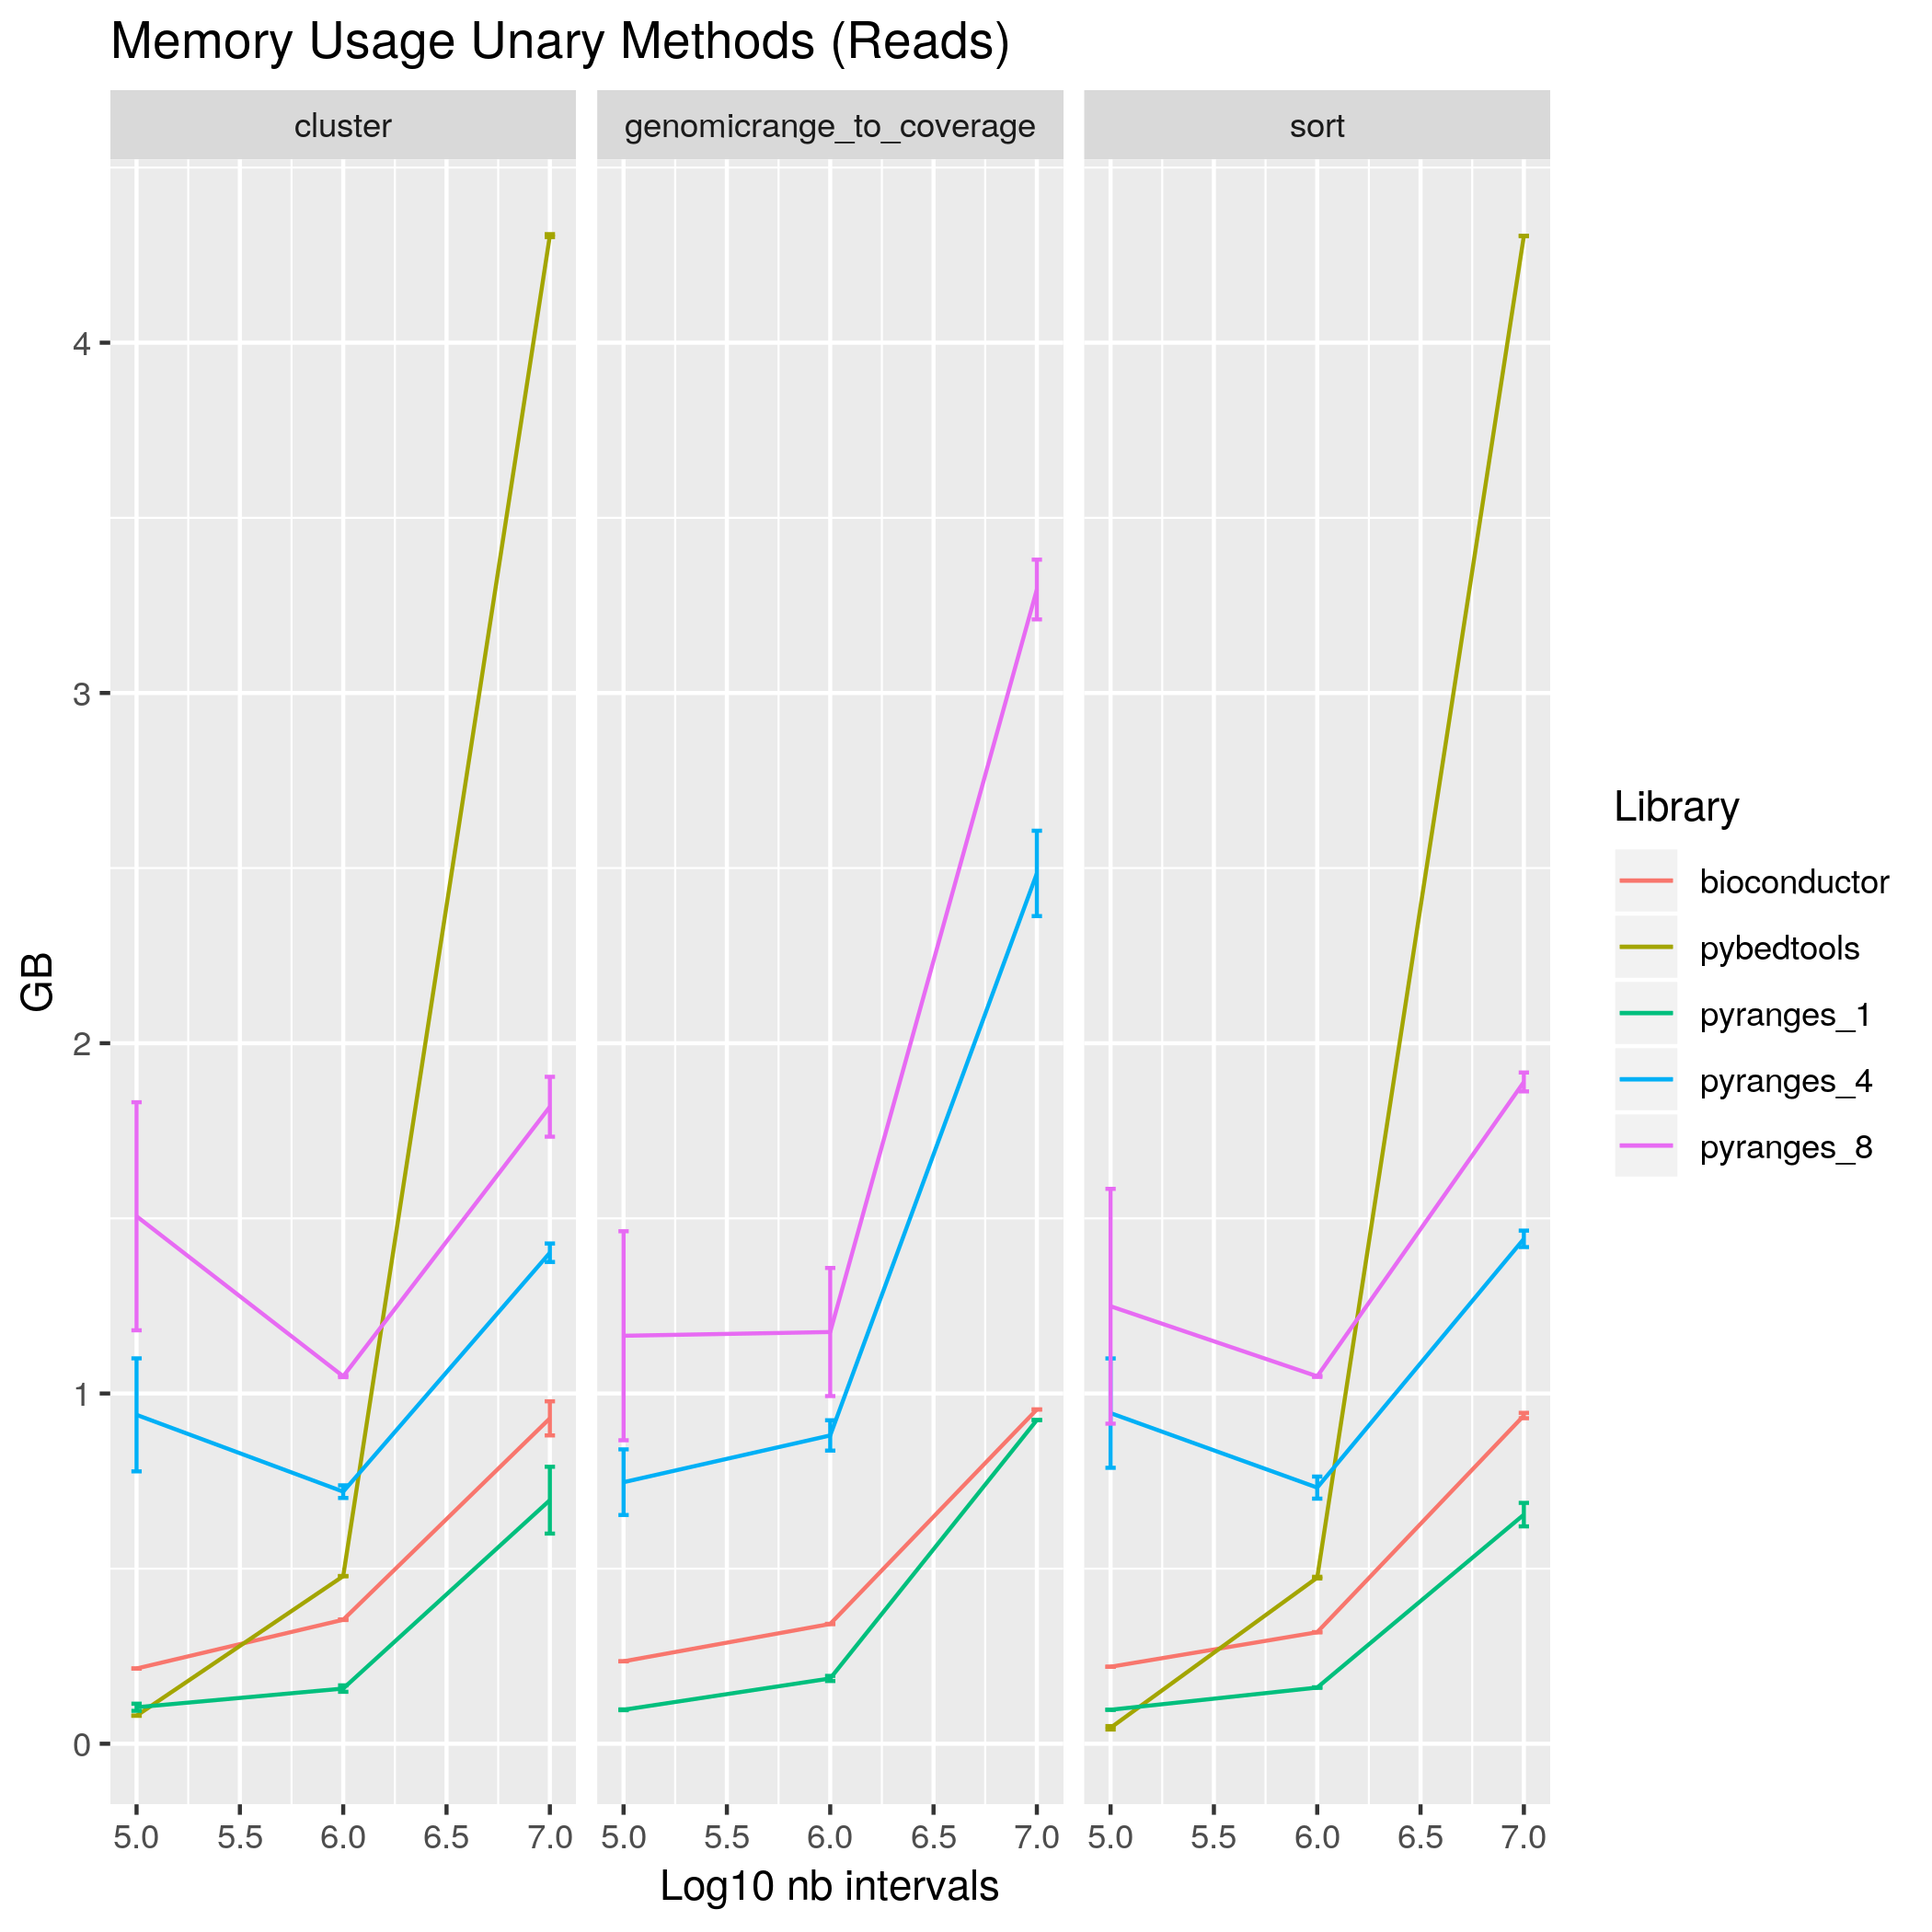 Memory Usage Unary Methods (Reads)
cluster
genomicrange_to_coverage
sort
4
3
2
1
0
GB
5.0 5.5 6.0 6.5 7.0
5.0 5.5 6.0 6.5 7.0
5.0 5.5 6.0 6.5 7.0
Log10 nb intervals
Library
bioconductor
pybedtools
pyranges_1
pyranges_4
pyranges_8